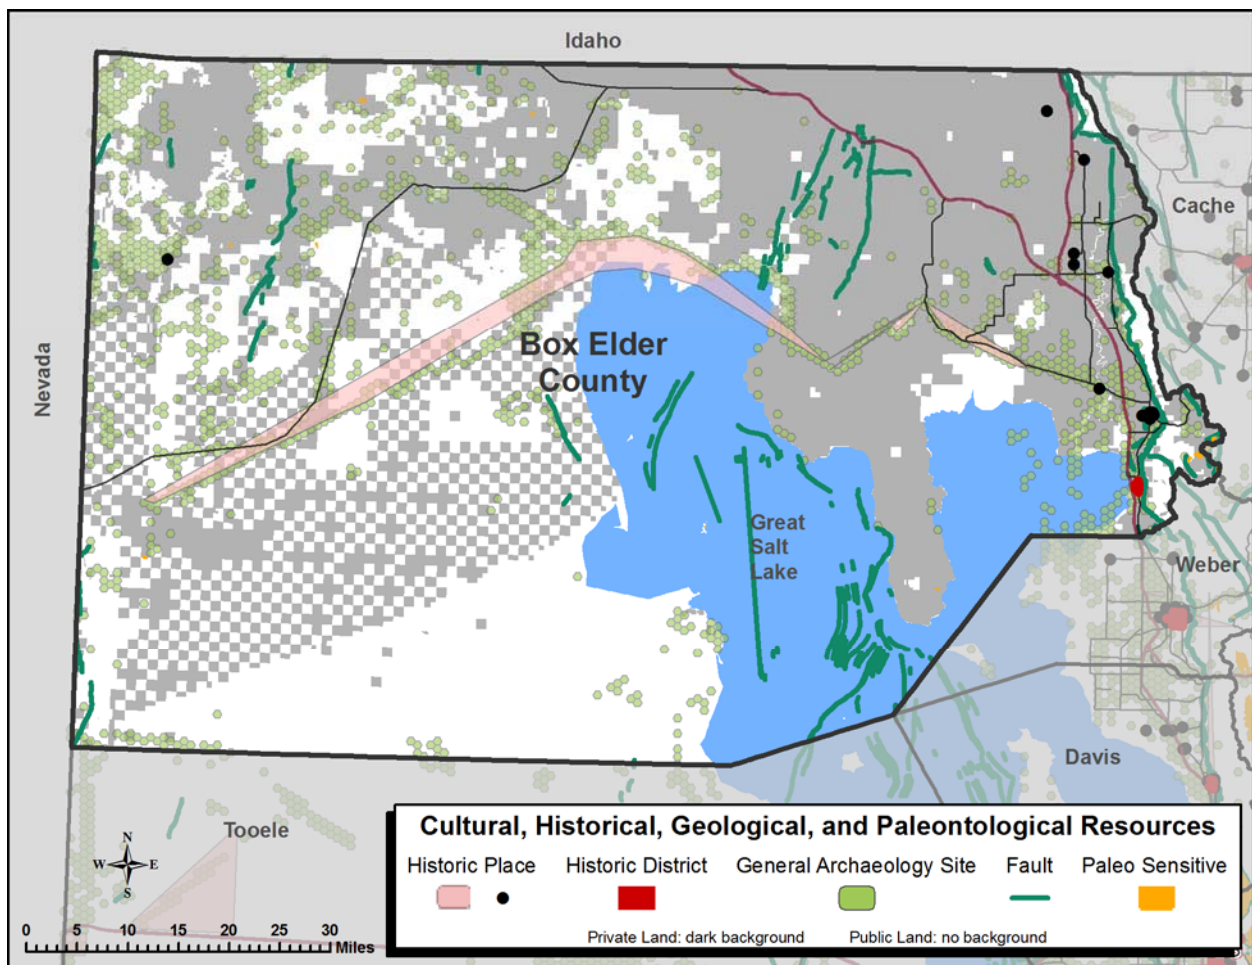 Idaho
Cache
Nevada
Box Elder
County
Great
Salt
Lake
Weber
Davis
Tooele
N
W
E
S
0 5 10 15 20 25 30
Miles
Cultural, Historical, Geological, and Paleontological Resources
Historic Place Historic District General Archaeology Site Fault Paleo Sensitive
Private Land: dark background Public Land: no background